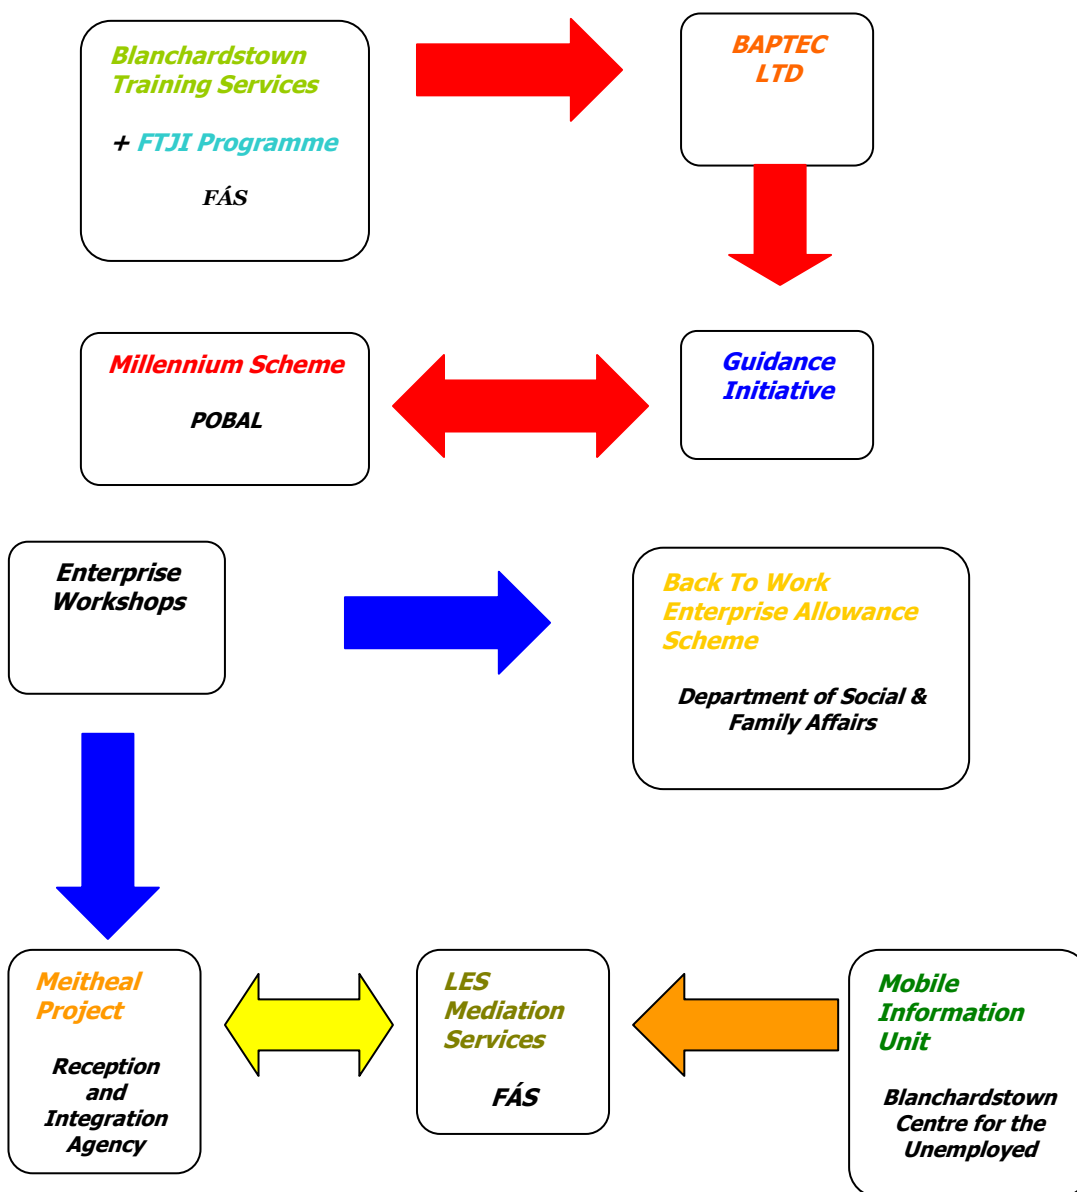 Blanchardstown
Training Services
+ FTJI Programme
FÁS
BAPTEC
LTD
Millennium Scheme
POBAL
Guidance
Initiative
Enterprise
Workshops
Back To Work
Enterprise Allowance
Scheme
Department of Social &
Family Affairs
Meitheal
Project
Reception
and
Integration
Agency
LES
Mediation
Services
FÁS
Mobile
Information
Unit
Blanchardstown
Centre for the
Unemployed